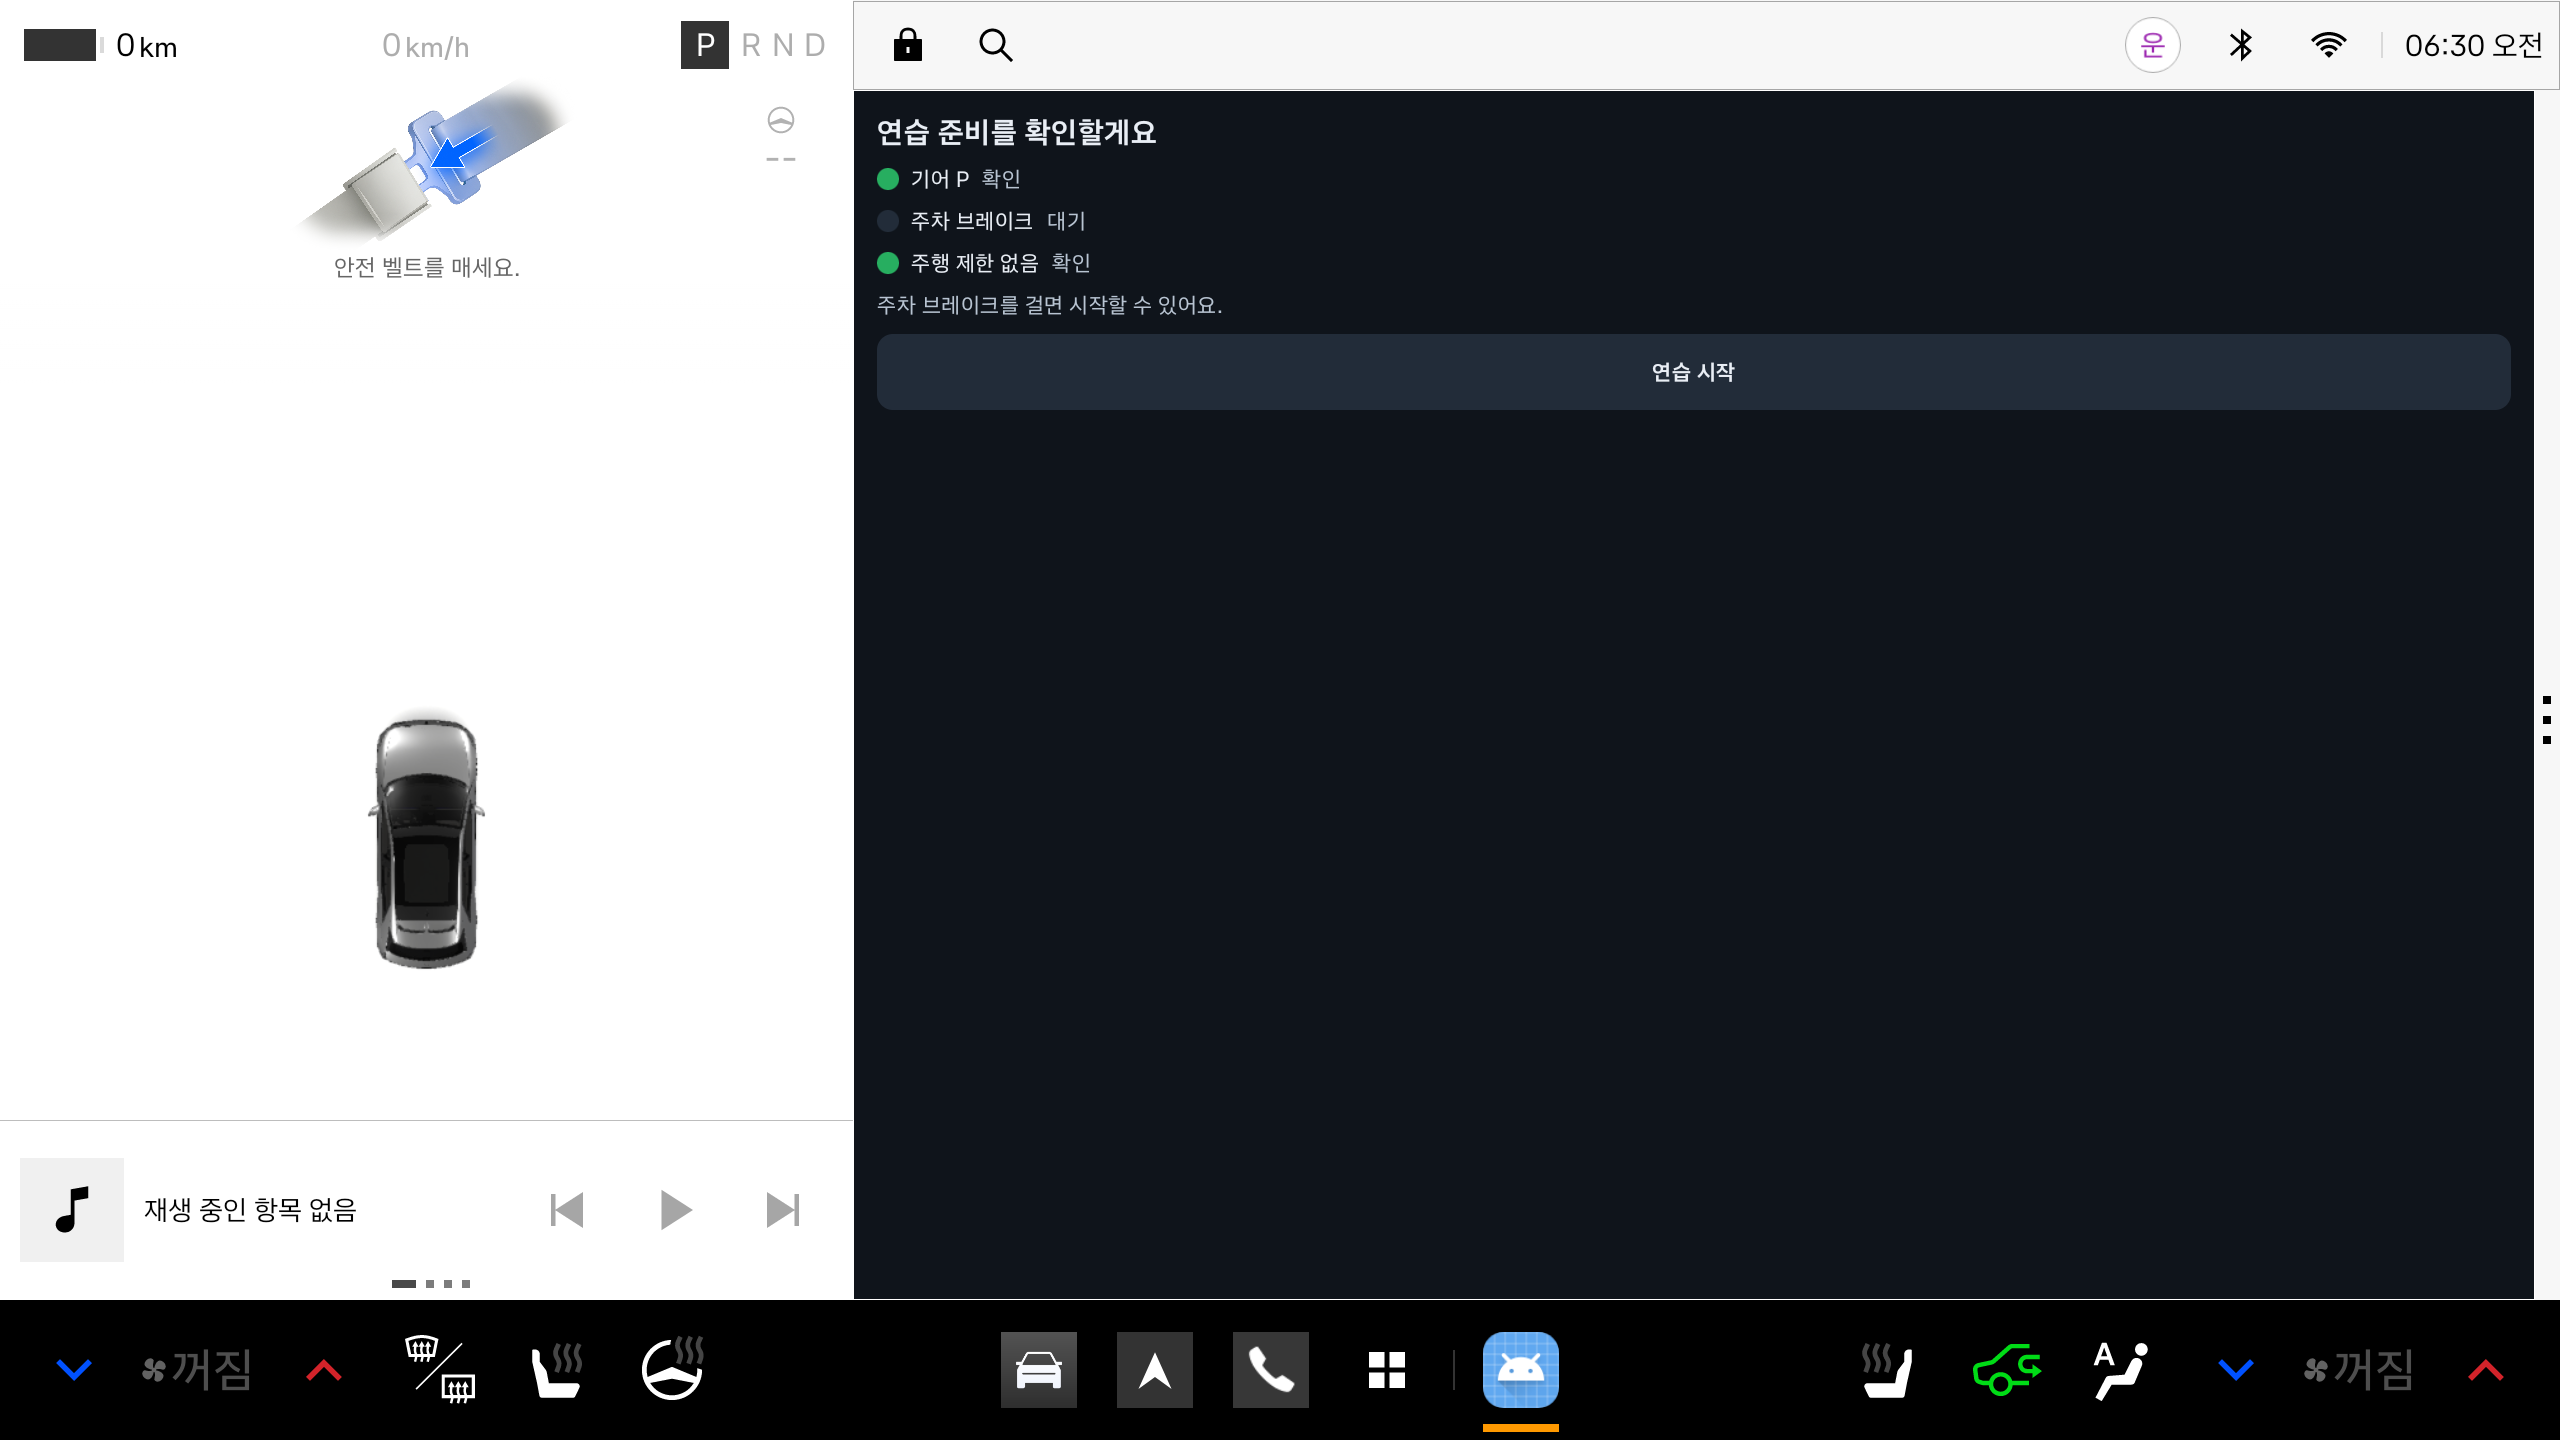 0 km
0 km/h
P R N D
안전 벨트를 매세요.
재생 중인 항목 없음
운
06:30 오전
연습 준비를 확인할게요
기어 P 확인
주차 브레이크 대기
주행 제한 없음 확인
주차 브레이크를 걸면 시작할 수 있어요.
연습 시작
꺼짐
A
꺼짐